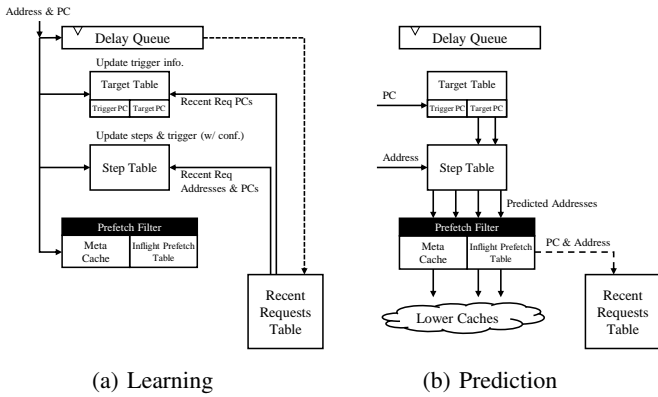 Address & PC
Delay Queue
Update trigger info.
Target Table
Trigger PC
Target PC
Recent Req PCs
Update steps & trigger (w/ conf.)
Step Table
Recent Req
Addresses & PCs
Prefetch Filter
Meta
Cache
Inflight Prefetch
Table
Recent
Requests
Table
(a) Learning
Delay Queue
Target Table
PC
Trigger PC
Target PC
Address
Step Table
Predicted Addresses
Prefetch Filter
Meta
Cache
Inflight Prefetch
Table
PC & Address
Lower Caches
Recent
Requests
Table
(b) Prediction